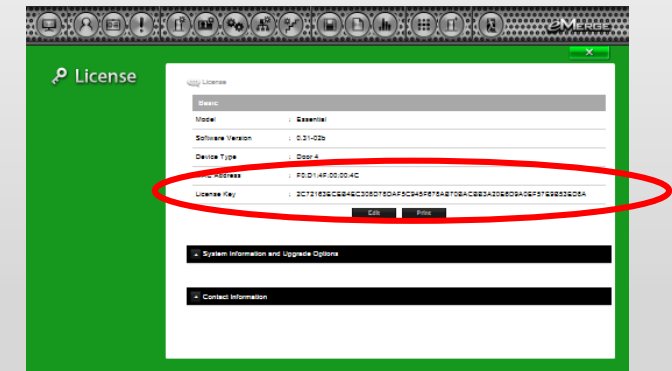 eMERGE
X
License
License
Basic
Model : Essential
Software Version : 0.31-02b
Device Type : Door 4
Address : F0:D1:4F:00:00:4C
License Key :
Edit Print
System Information and Upgrade Options
Contact Information